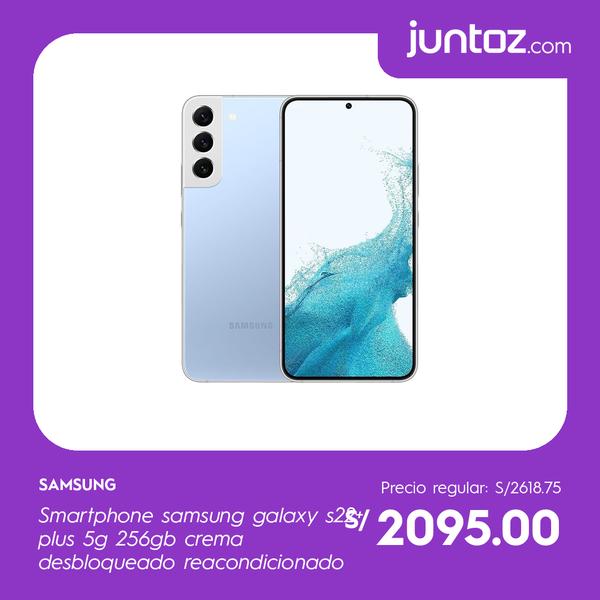 juntoz.com
SAMSUNG
SAMSUNG
Precio regular: S/2618.75
Smartphone samsung galaxy s22+
plus 5g 256gb crema
desbloqueado reacondicionado
S/ 2095.00